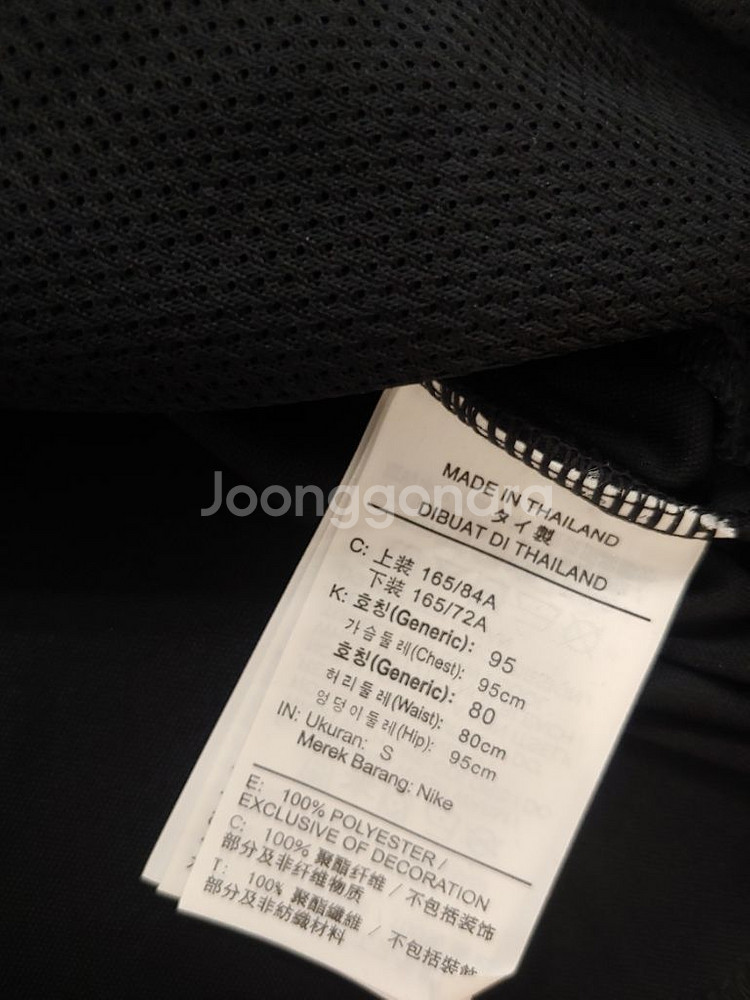 Joonggonara
MADE IN THAILAND
タイ製
DIBUAT DI THAILAND
C: 上装 165/84A
下装 165/72A
K: 호칭(Generic): 95
가슴둘레(Chest): 95cm
호칭(Generic): 80
허리둘레(Waist): 80cm
엉덩이둘레(Hip): 95cm
IN: Ukuran: S
Merek Barang: Nike
E: 100% POLYESTER /
EXCLUSIVE OF DECORATION
C: 100% 聚酯纤维 / 不包括装饰
部分及非纤维物质
T: 100% 聚酯纖維 / 不包括裝飾
部分及非紡織材料